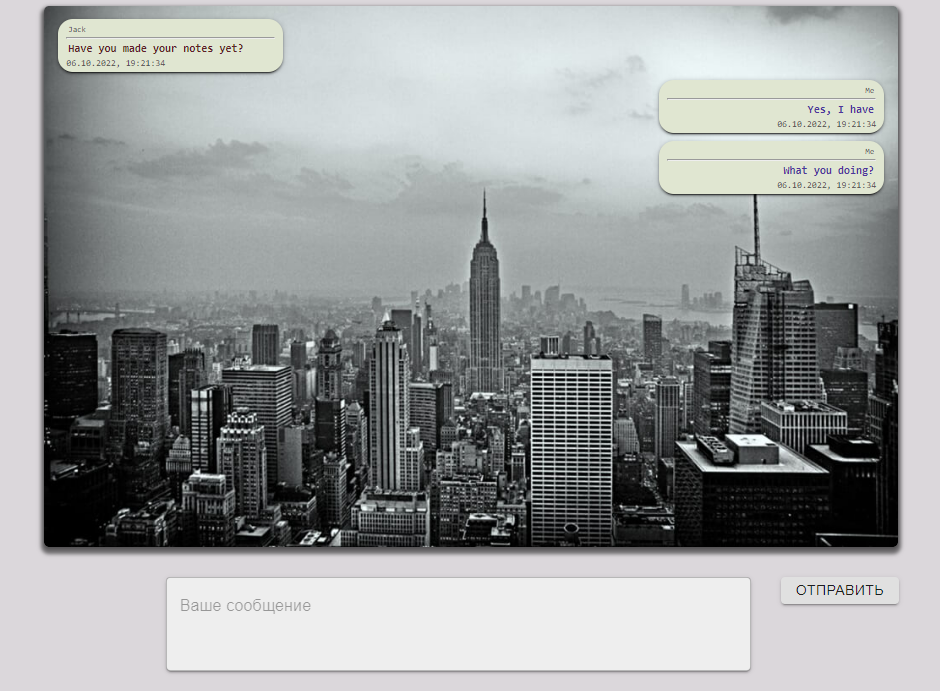 Jack
Have you made your notes yet?
06.10.2022, 19:21:34
Me
Yes, I have
06.10.2022, 19:21:34
Me
What you doing?
06.10.2022, 19:21:34
Ваше сообщение
ОТПРАВИТЬ